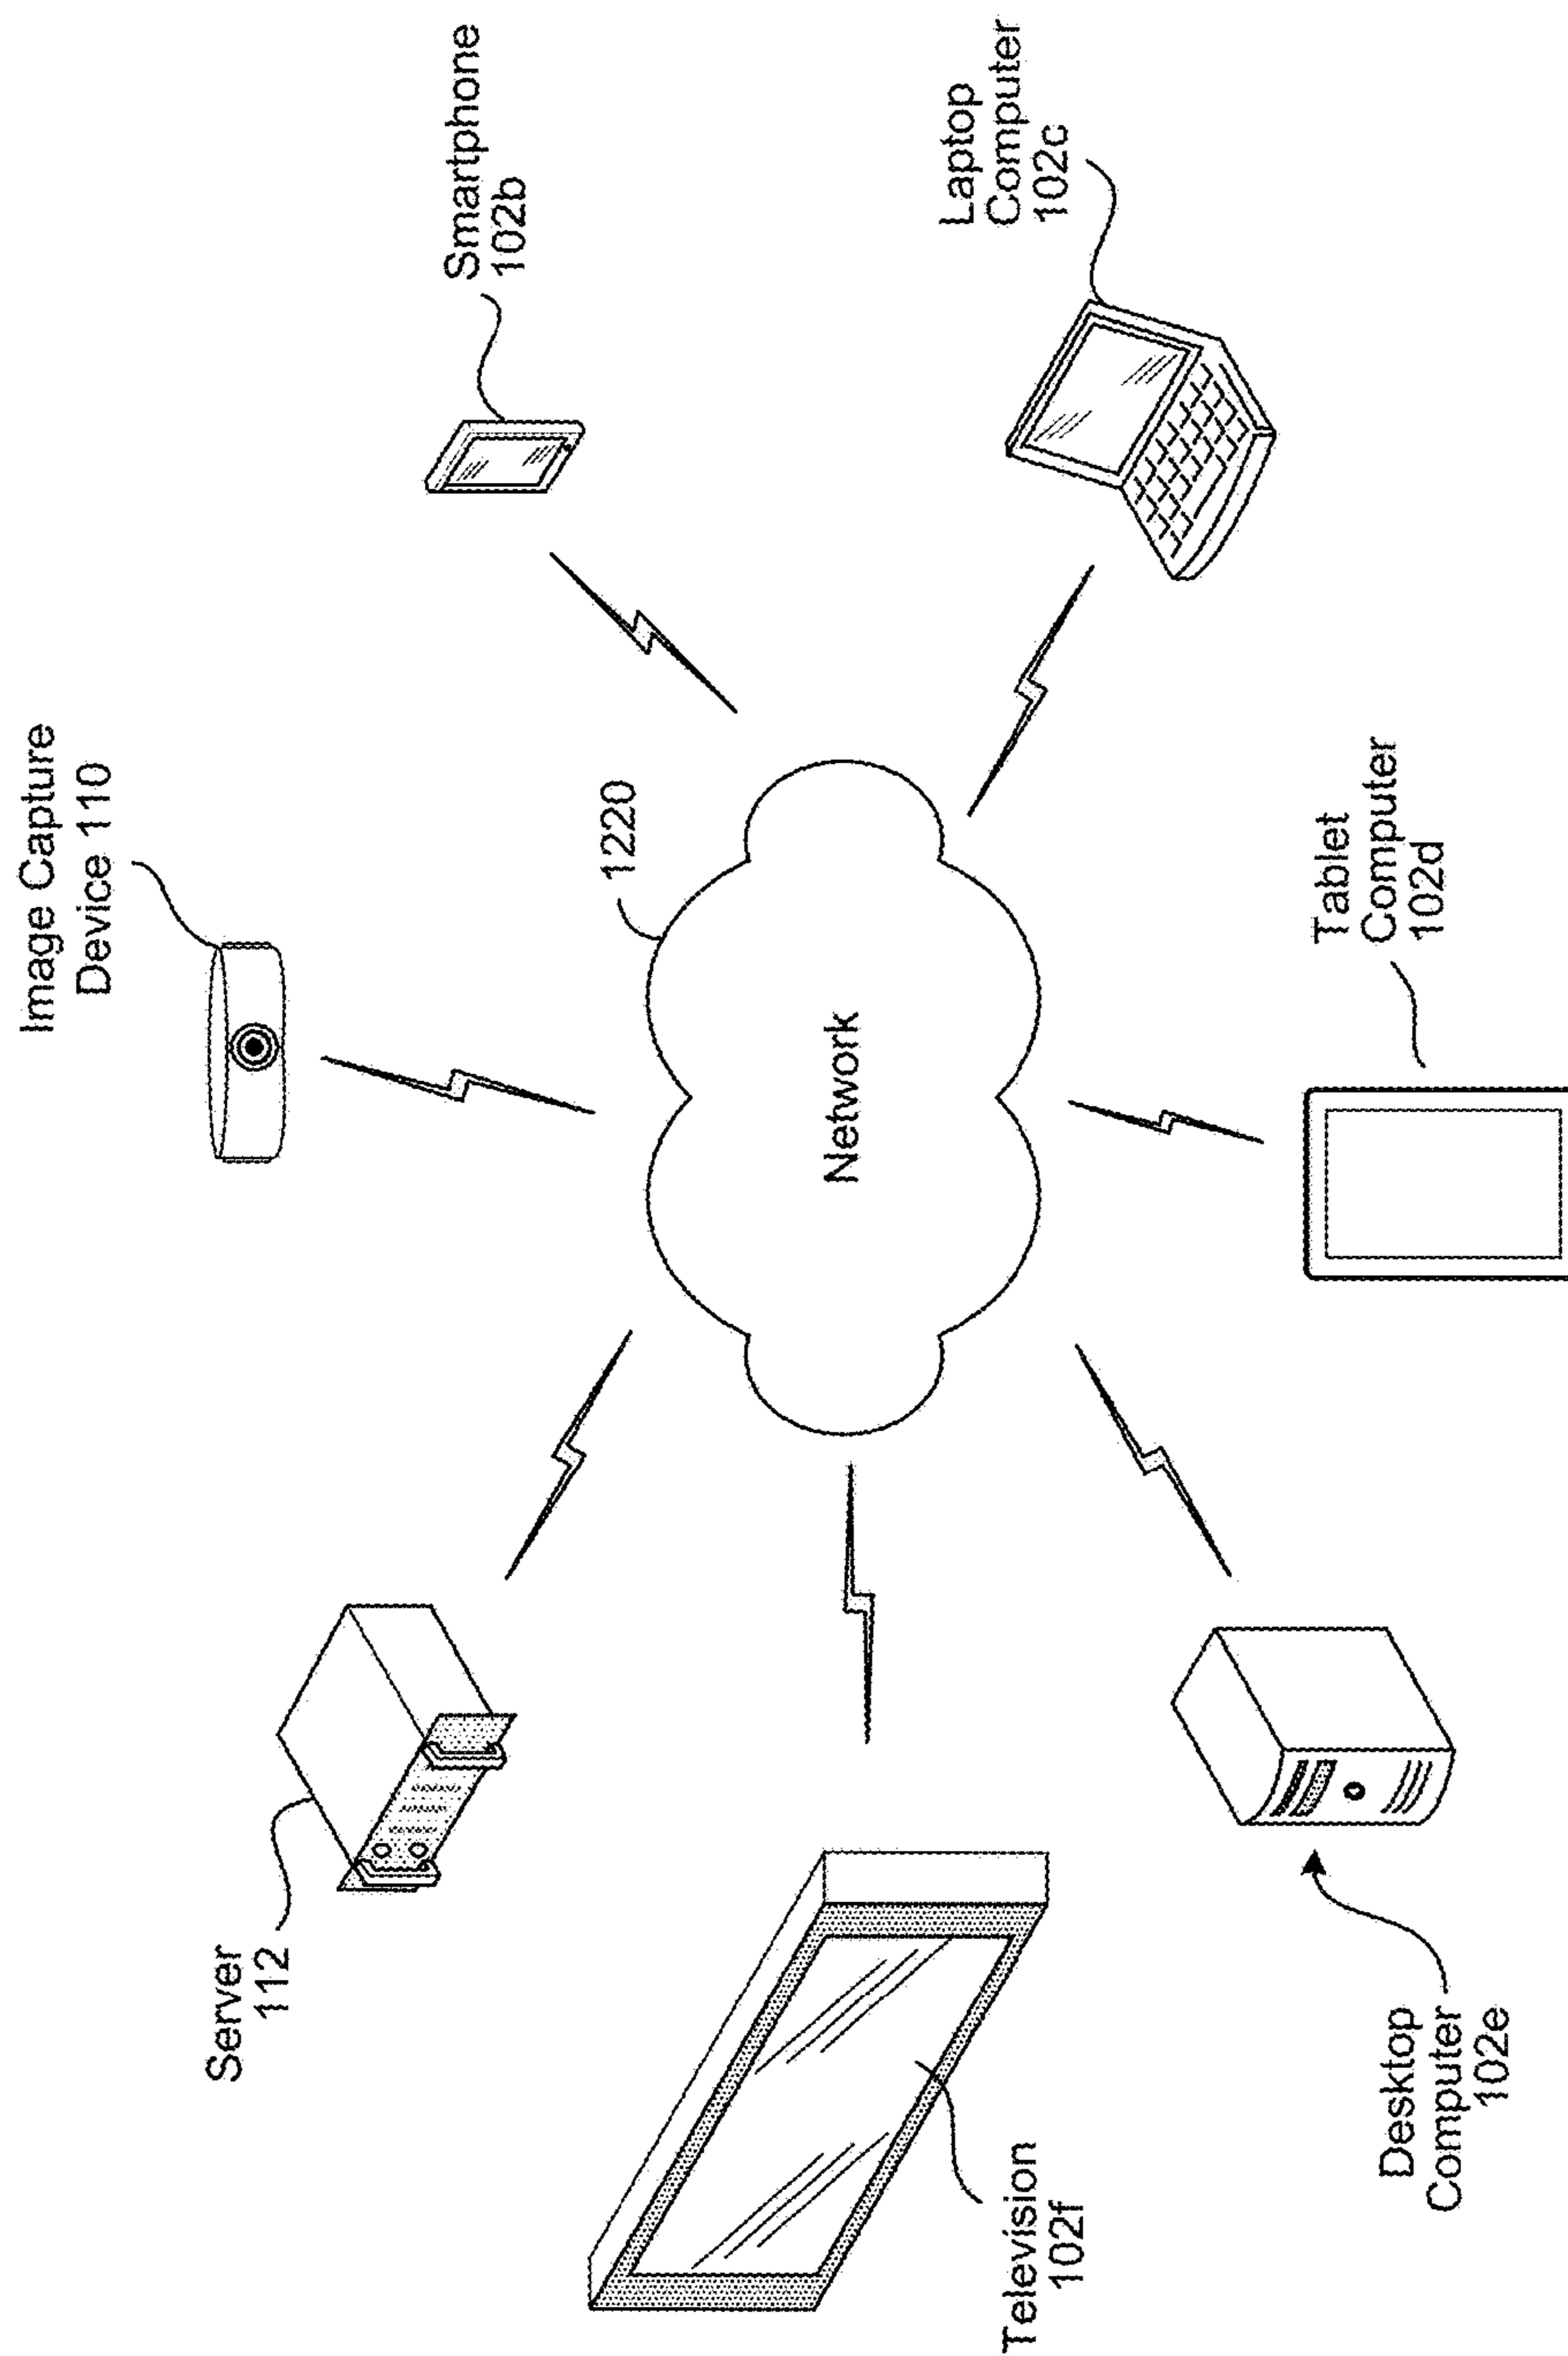 Image Capture
Device 110
Server
112
Smartphone
102b
1220
Network
Television
102f
Laptop
Computer
102c
Desktop
Computer
102e
Tablet
Computer
102d